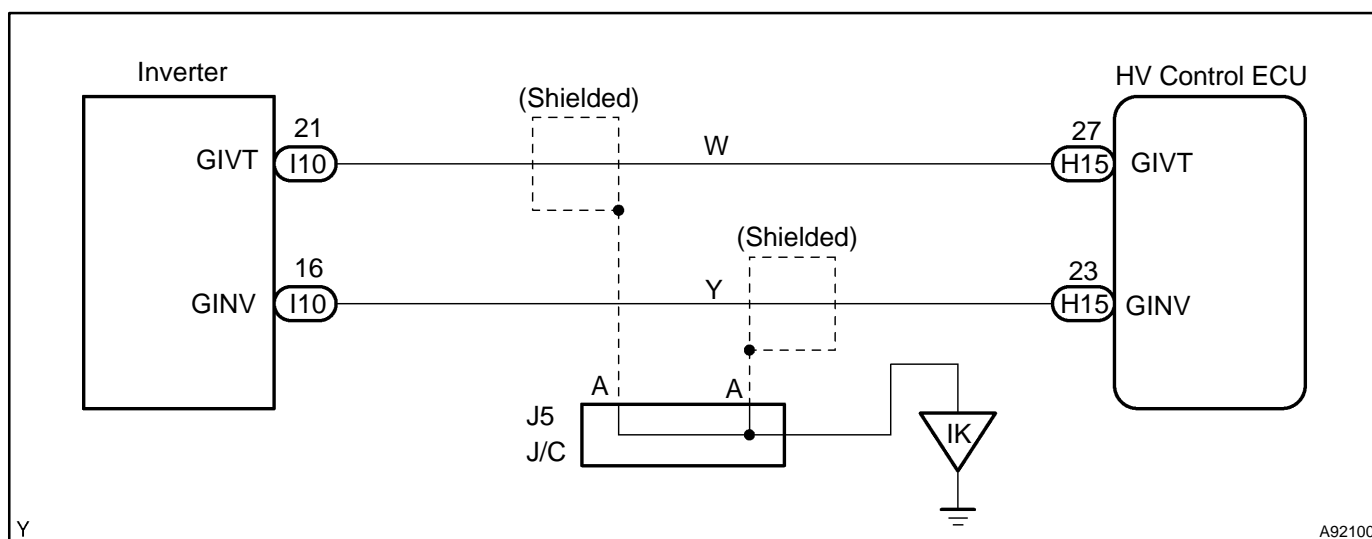 Inverter
HV Control ECU
(Shielded)
21
27
W
GIVT
I10
H15
GIVT
(Shielded)
16
23
Y
GINV
I10
H15
GINV
A
A
J5
J/C
IK
Y
A92100